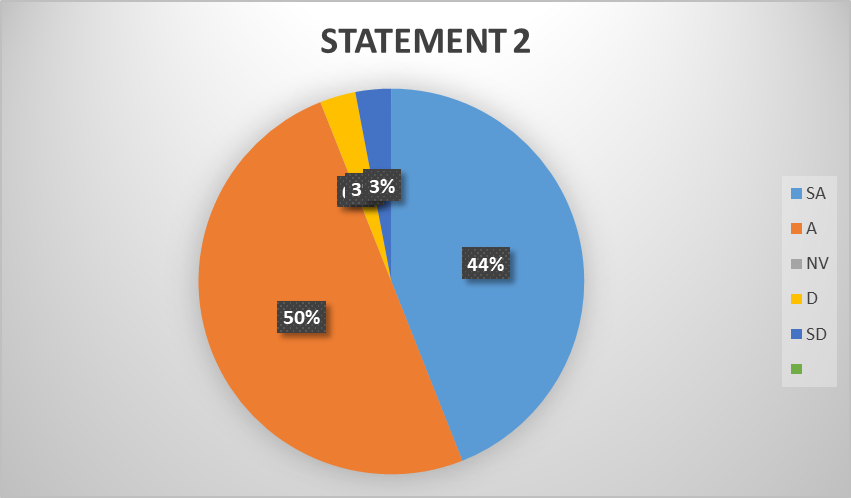 STATEMENT 2
3%
44%
50%
SA
A
NV
D
SD